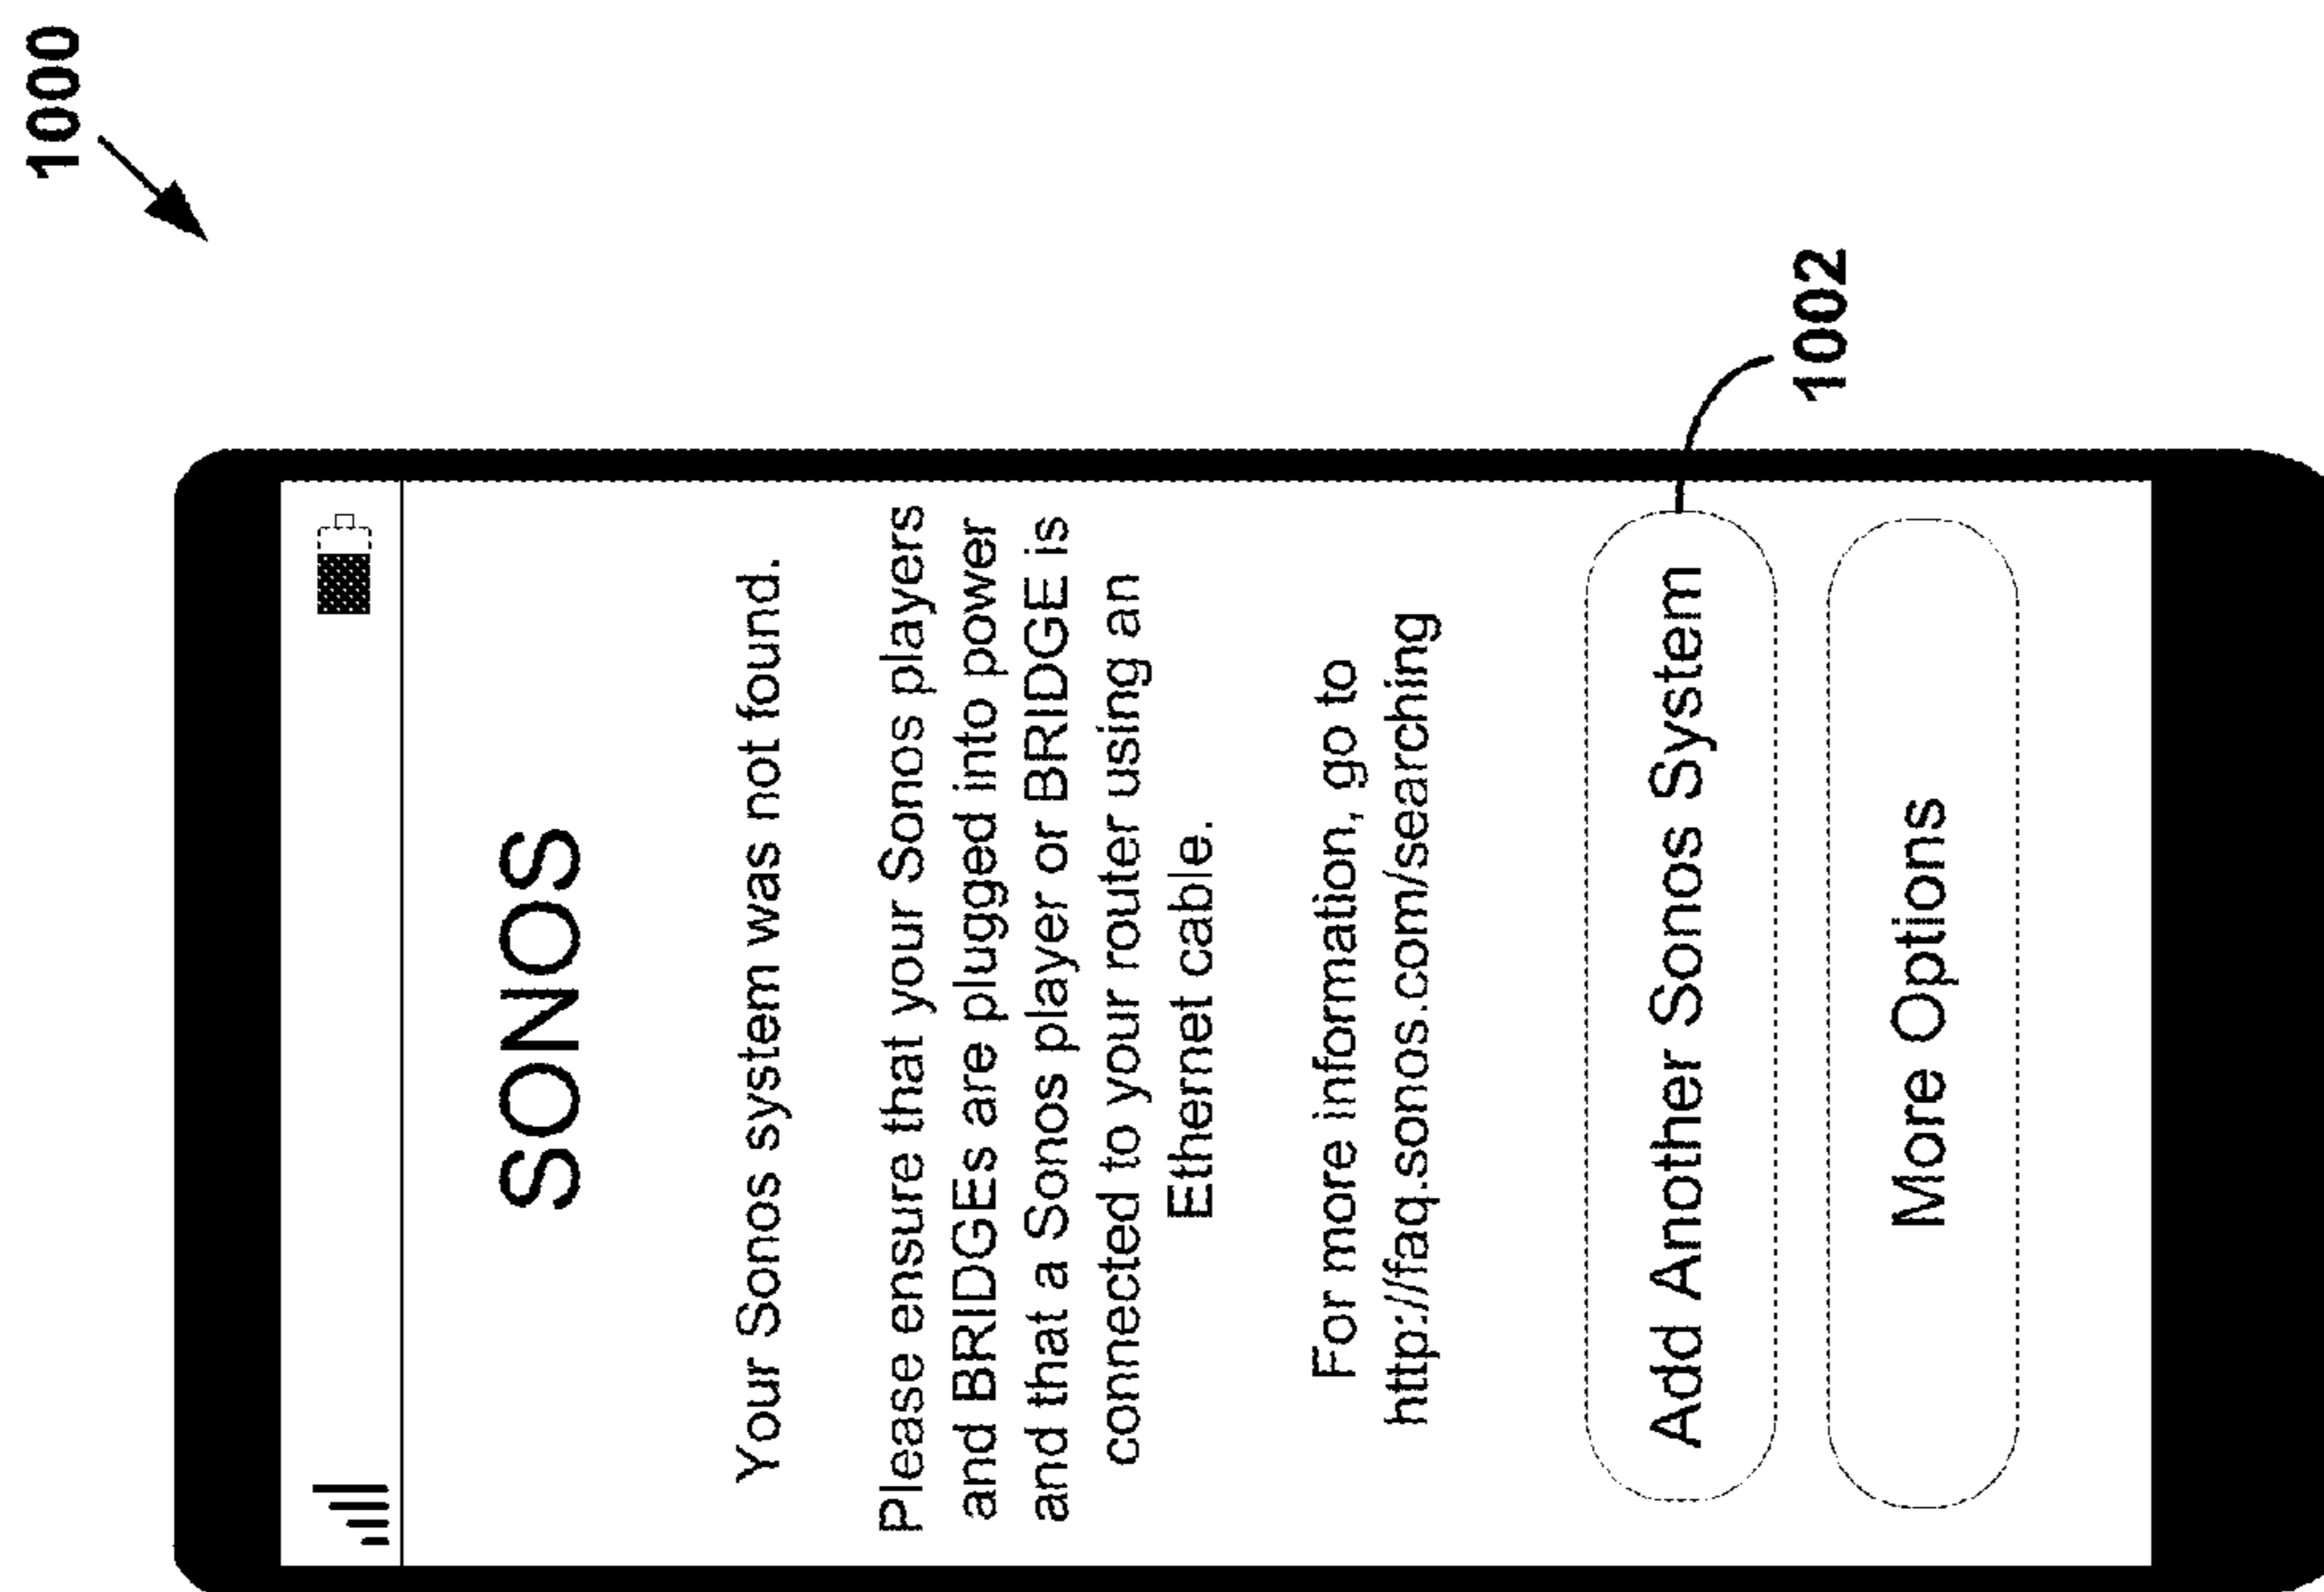 1000
SONOS
Your Sonos system was not found.
Please ensure that your Sonos players
and BRIDGEs are plugged into power
and that a Sonos player or BRIDGE is
connected to your router using an
Ethernet cable.
For more information, go to
http://faq.sonos.com/searching
Add Another Sonos System
1002
More Options